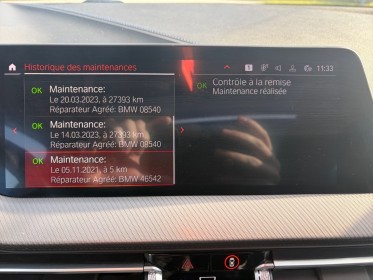 Historique des maintenances
11:33
OK Maintenance:
Le 20.03.2023, à 27393 km
Réparateur Agréé: BMW 08540
OK Maintenance:
Le 14.03.2023, à 27393 km
Réparateur Agréé: BMW 08540
OK Maintenance:
Le 05.11.2021, à 5 km
Réparateur Agréé: BMW 46542
OK Contrôle a la remise
Maintenance réalisée